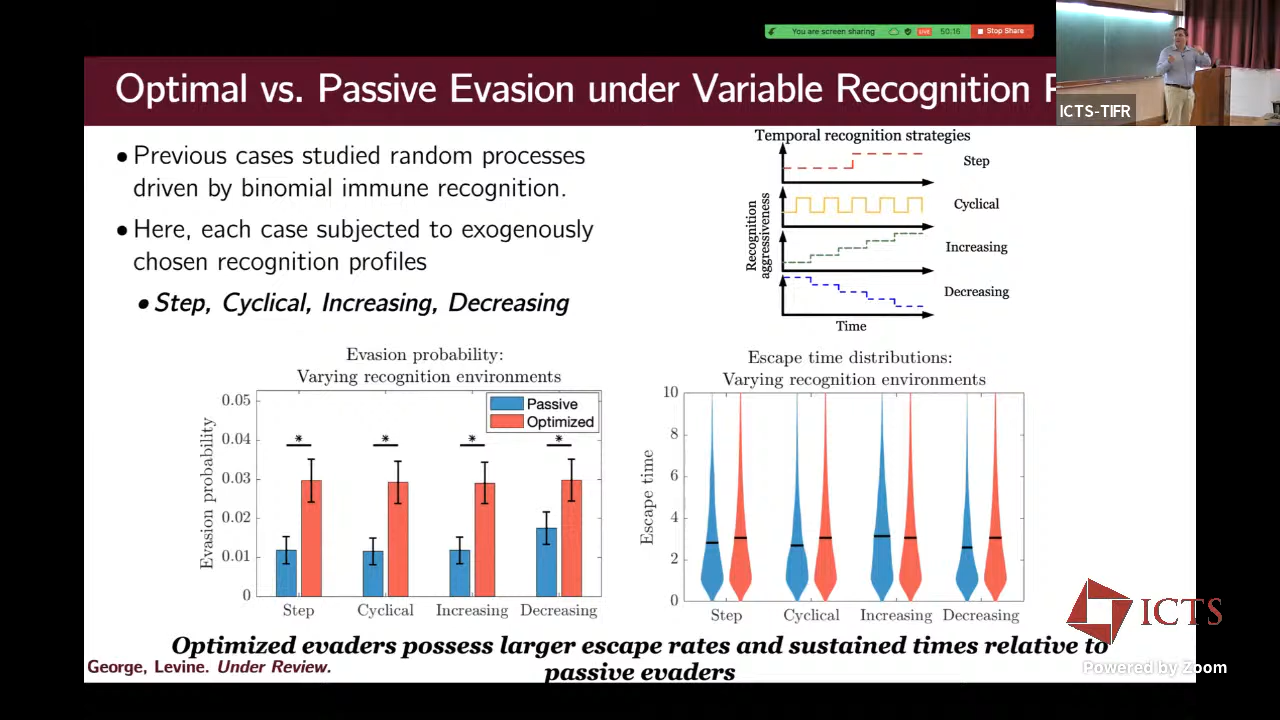 You are screen sharing
LIVE
50:16
Stop Share
Optimal vs. Passive Evasion under Variable Recognition
ICTS-TIFR
• Previous cases studied random processes
driven by binomial immune recognition.
• Here, each case subjected to exogenously
chosen recognition profiles
• Step, Cyclical, Increasing, Decreasing
Temporal recognition strategies
Recognition
aggressiveness
Step
Cyclical
Increasing
Decreasing
Time
Evasion probability:
Varying recognition environments
Evasion probability
0.05
0.04
0.03
0.02
0.01
0
Passive
Optimized
* * * *
Step Cyclical Increasing Decreasing
Escape time distributions:
Varying recognition environments
Escape time
10
8
6
4
2
0
Step Cyclical Increasing Decreasing
Optimized evaders possess larger escape rates and sustained times relative to
passive evaders
George, Levine. Under Review.
ICTS
Powered by Zoom